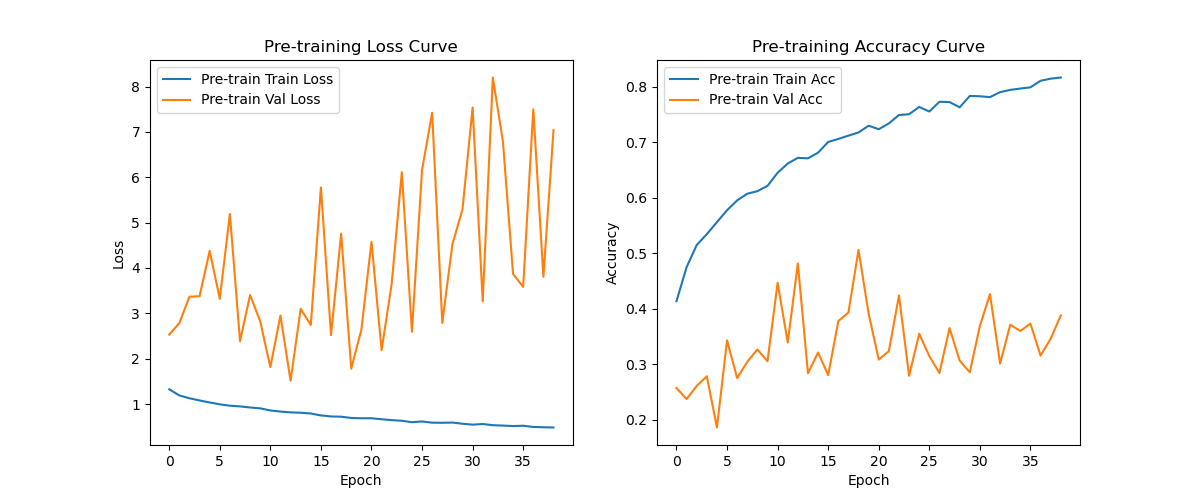 Pre-training Loss Curve
Pre-train Train Loss
Pre-train Val Loss
8
7
6
5
4
3
2
1
Loss
0 5 10 15 20 25 30 35
Epoch
Pre-training Accuracy Curve
Pre-train Train Acc
Pre-train Val Acc
0.8
0.7
0.6
0.5
0.4
0.3
0.2
Accuracy
0 5 10 15 20 25 30 35
Epoch